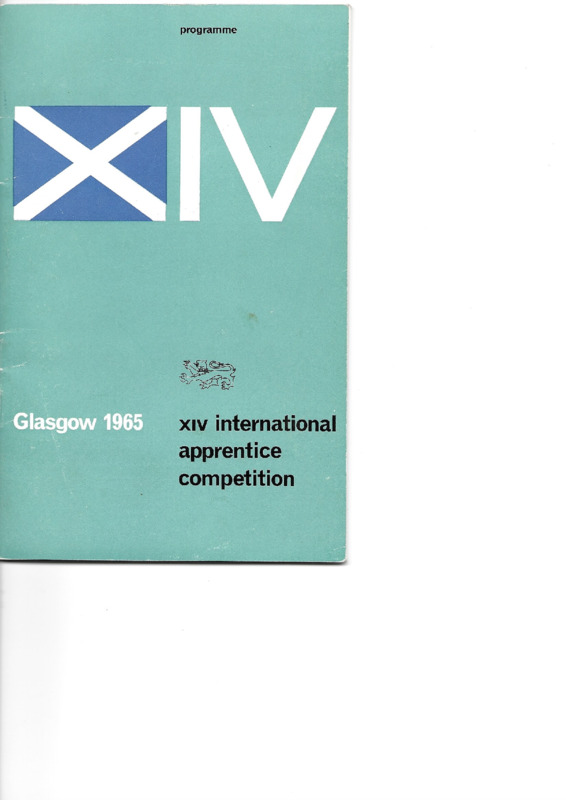 programme
XIV
Glasgow 1965
xiv international
apprentice
competition